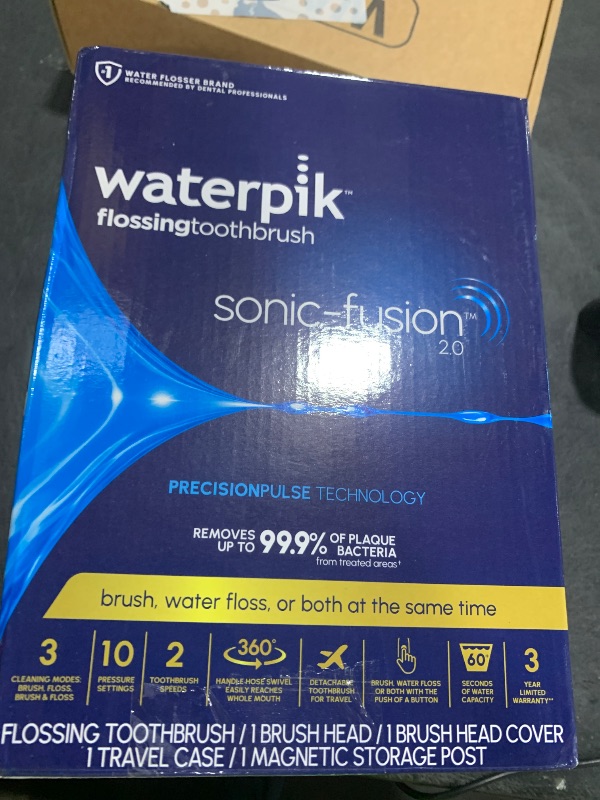 #1 WATER FLOSSER BRAND
RECOMMENDED BY DENTAL PROFESSIONALS
waterpik™
flossingtoothbrush
sonic-fusion™
2.0
PRECISIONPULSE TECHNOLOGY
REMOVES UP TO 99.9% OF PLAQUE BACTERIA
from treated areas†
brush, water floss, or both at the same time
3
CLEANING MODES:
BRUSH, FLOSS,
BRUSH & FLOSS
10
PRESSURE
SETTINGS
2
TOOTHBRUSH
SPEEDS
360°
HANDLE-HOSE SWIVEL
EASILY REACHES
WHOLE MOUTH
DETACHABLE
TOOTHBRUSH
FOR TRAVEL
BRUSH, WATER FLOSS
OR BOTH WITH THE
PUSH OF A BUTTON
60
SECONDS
OF WATER
CAPACITY
3
YEAR
LIMITED
WARRANTY**
FLOSSING TOOTHBRUSH / 1 BRUSH HEAD / 1 BRUSH HEAD COVER
1 TRAVEL CASE / 1 MAGNETIC STORAGE POST